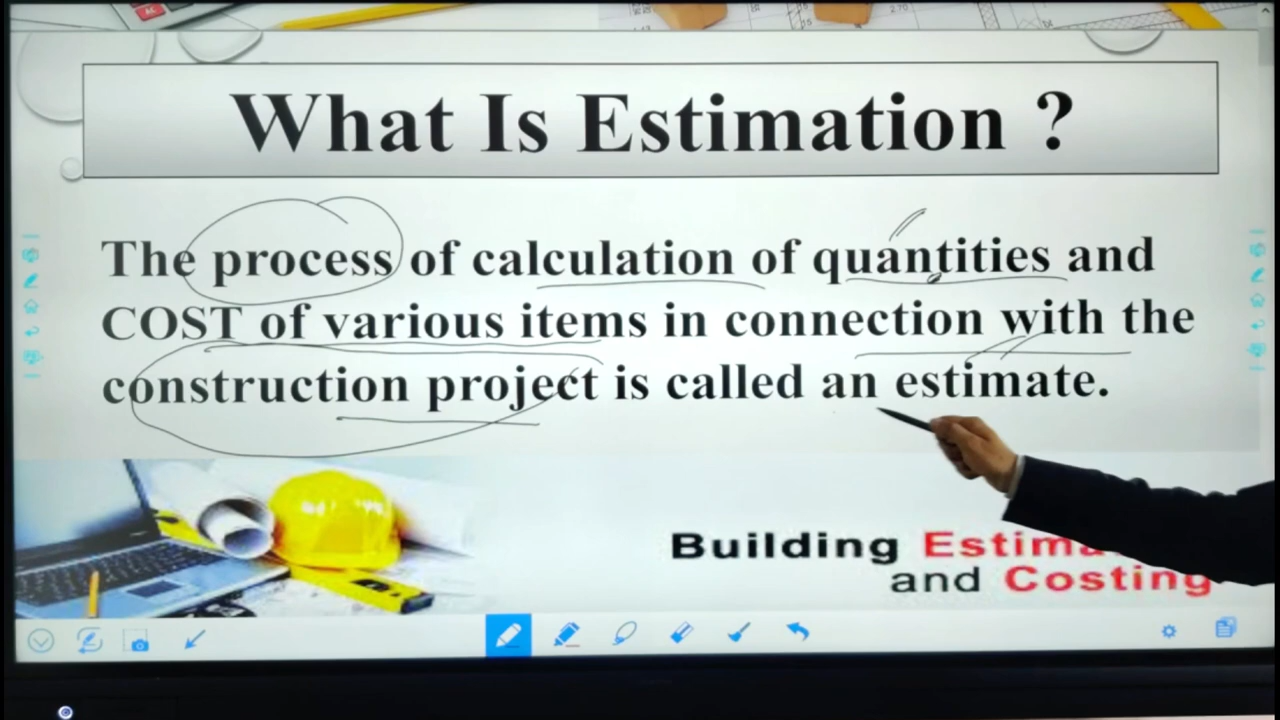 What Is Estimation ?
The process of calculation of quantities and
COST of various items in connection with the
construction project is called an estimate.
Building
and Costing